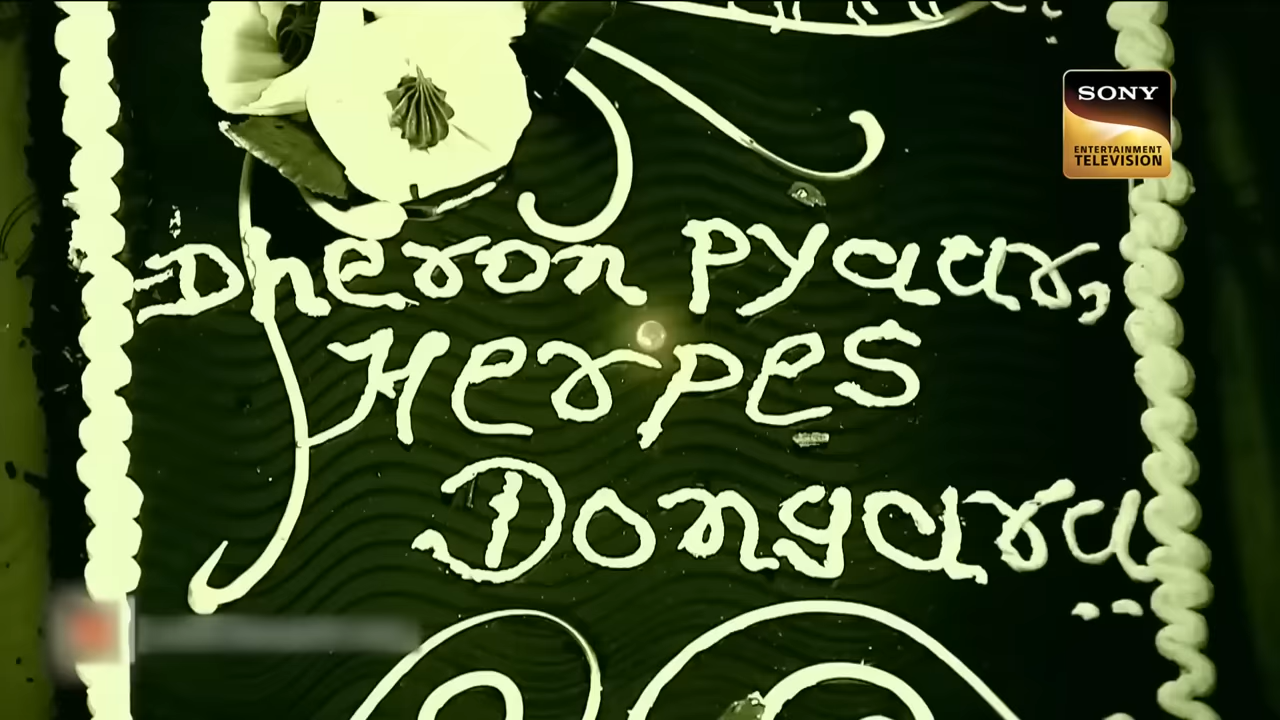 SONY
ENTERTAINMENT
TELEVISION
Dheron Pyaar,
Herpes
Dongara